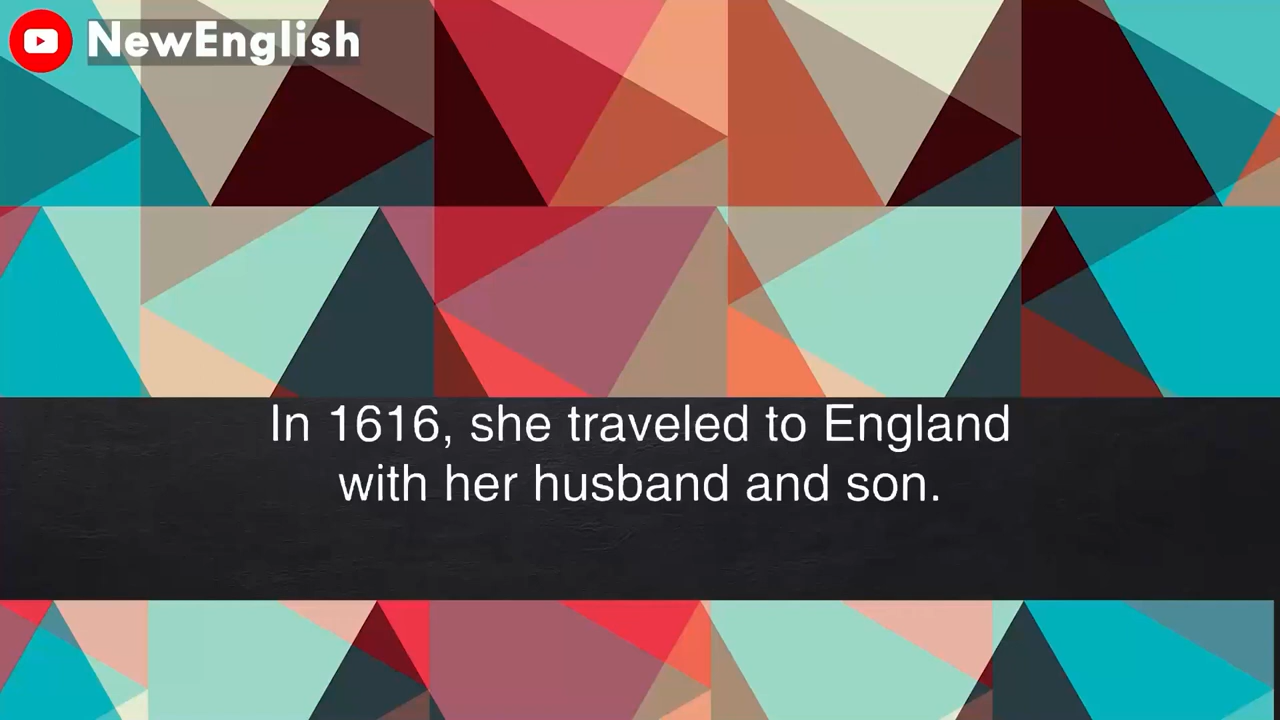 NewEnglish
In 1616, she traveled to England
with her husband and son.